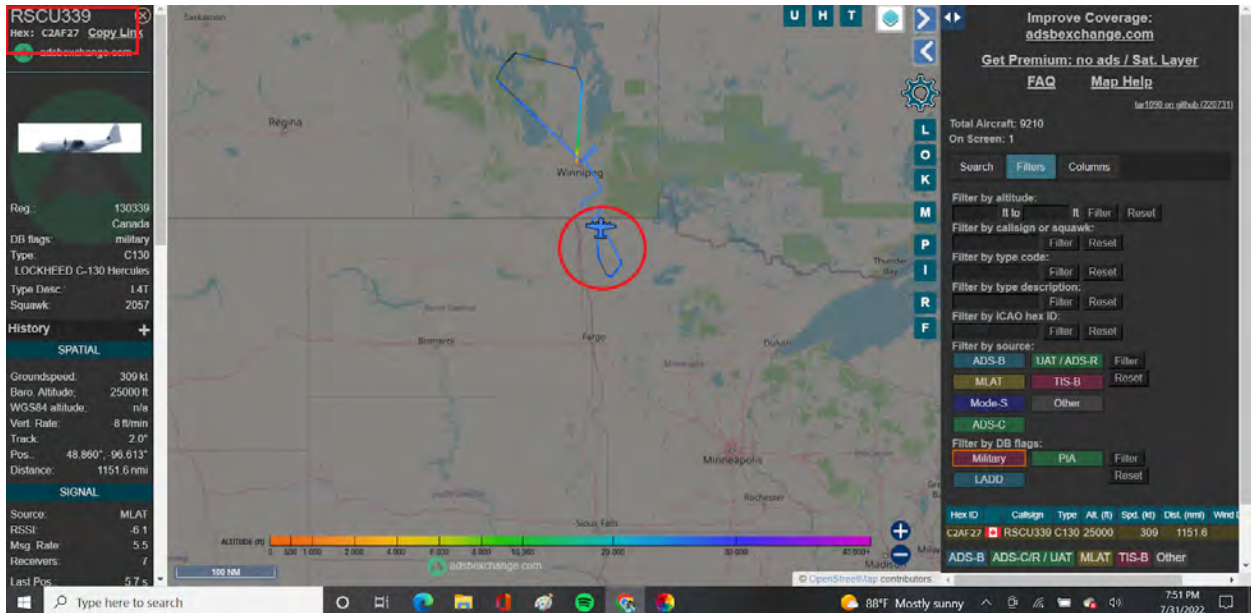 RSCU339
Hex: C2AF27 Copy Link
adsbexchange.com
Reg.: 130339
Canada
DB flags: military
Type: C130
LOCKHEED C-130 Hercules
Type Desc.: L4T
Squawk: 2057
History +
SPATIAL
Groundspeed: 309 kt
Baro. Altitude: 25000 ft
WGS84 altitude: n/a
Vert. Rate: -8 ft/min
Track: 2.0°
Pos.: 48.860°, -96.613°
Distance: 1151.6 nmi
SIGNAL
Source: MLAT
RSSI: -6.1
Msg. Rate: 5.5
Receivers: 7
Last Pos.: 5.7 s
Saskatoon
Regina
Winnipeg
Thunder Bay
North Dakota
Bismarck
Fargo
Duluth
Minnesota
Minneapolis
Rochester
Sioux Falls
Madison
ALTITUDE (ft)
0 500 1 000 2 000 4 000 6 000 8 000 10 000 20 000 30 000 40 000+
adsbexchange.com
100 NM
© OpenStreetMap contributors.
U H T
L
O
K
M
P
I
R
F
Improve Coverage:
adsbexchange.com
Get Premium: no ads / Sat. Layer
FAQ Map Help
tar1090 on github (220731)
Total Aircraft: 9210
On Screen: 1
Search Filters Columns
Filter by altitude:
ft to ft Filter Reset
Filter by callsign or squawk:
Filter Reset
Filter by type code:
Filter Reset
Filter by type description:
Filter Reset
Filter by ICAO hex ID:
Filter Reset
Filter by source:
ADS-B UAT / ADS-R Filter
MLAT TIS-B Reset
Mode-S Other
ADS-C
Filter by DB flags:
Military PIA Filter
LADD Reset
Hex ID Callsign Type Alt. (ft) Spd. (kt) Dist. (nmi) Wind D
C2AF27 RSCU339 C130 25000 309 1151.6
ADS-B ADS-C/R / UAT MLAT TIS-B Other
Type here to search
88°F Mostly sunny
7:51 PM
7/31/2022